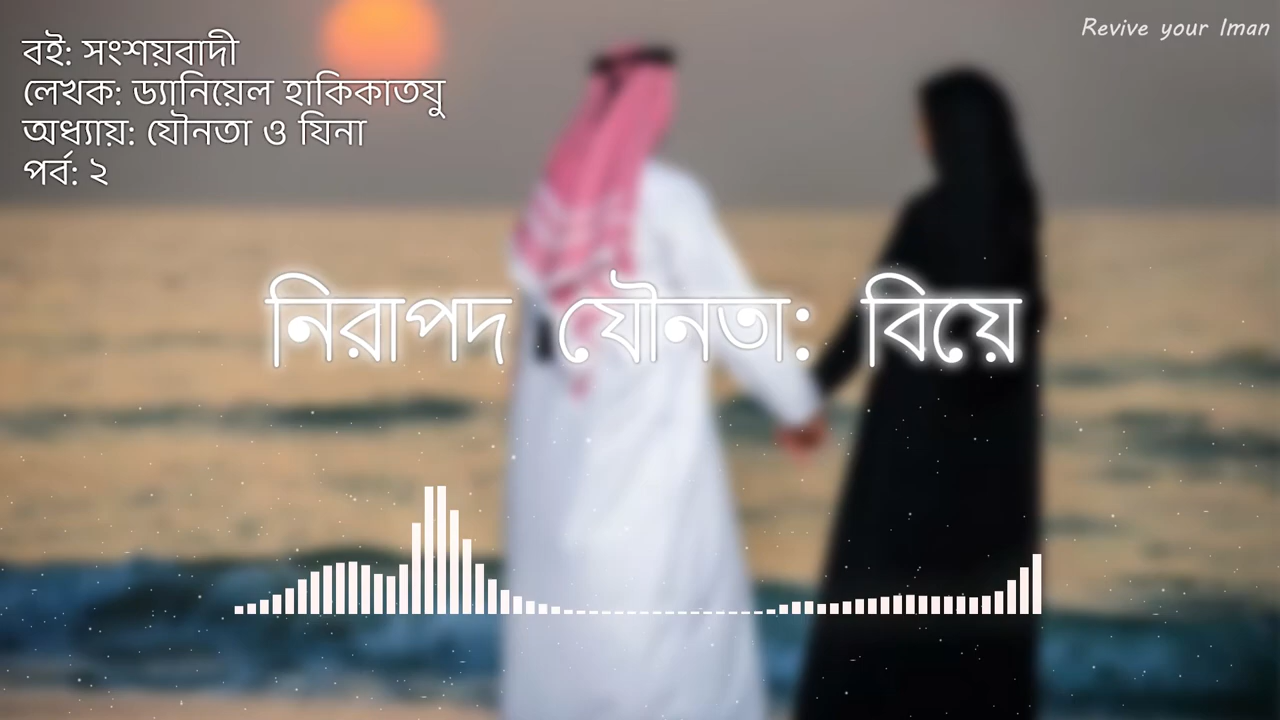 বই: সংশয়বাদী
লেখক: ড্যানিয়েল হাকিকাতযু
অধ্যায়: যৌনতা ও যিনা
পর্ব: ২
Revive your Iman
নিরাপদ যৌনতা: বিয়ে